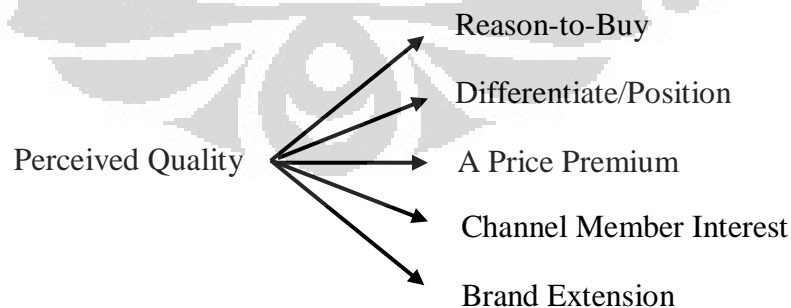 Reason-to-Buy
Differentiate/Position
Perceived Quality
A Price Premium
Channel Member Interest
Brand Extension